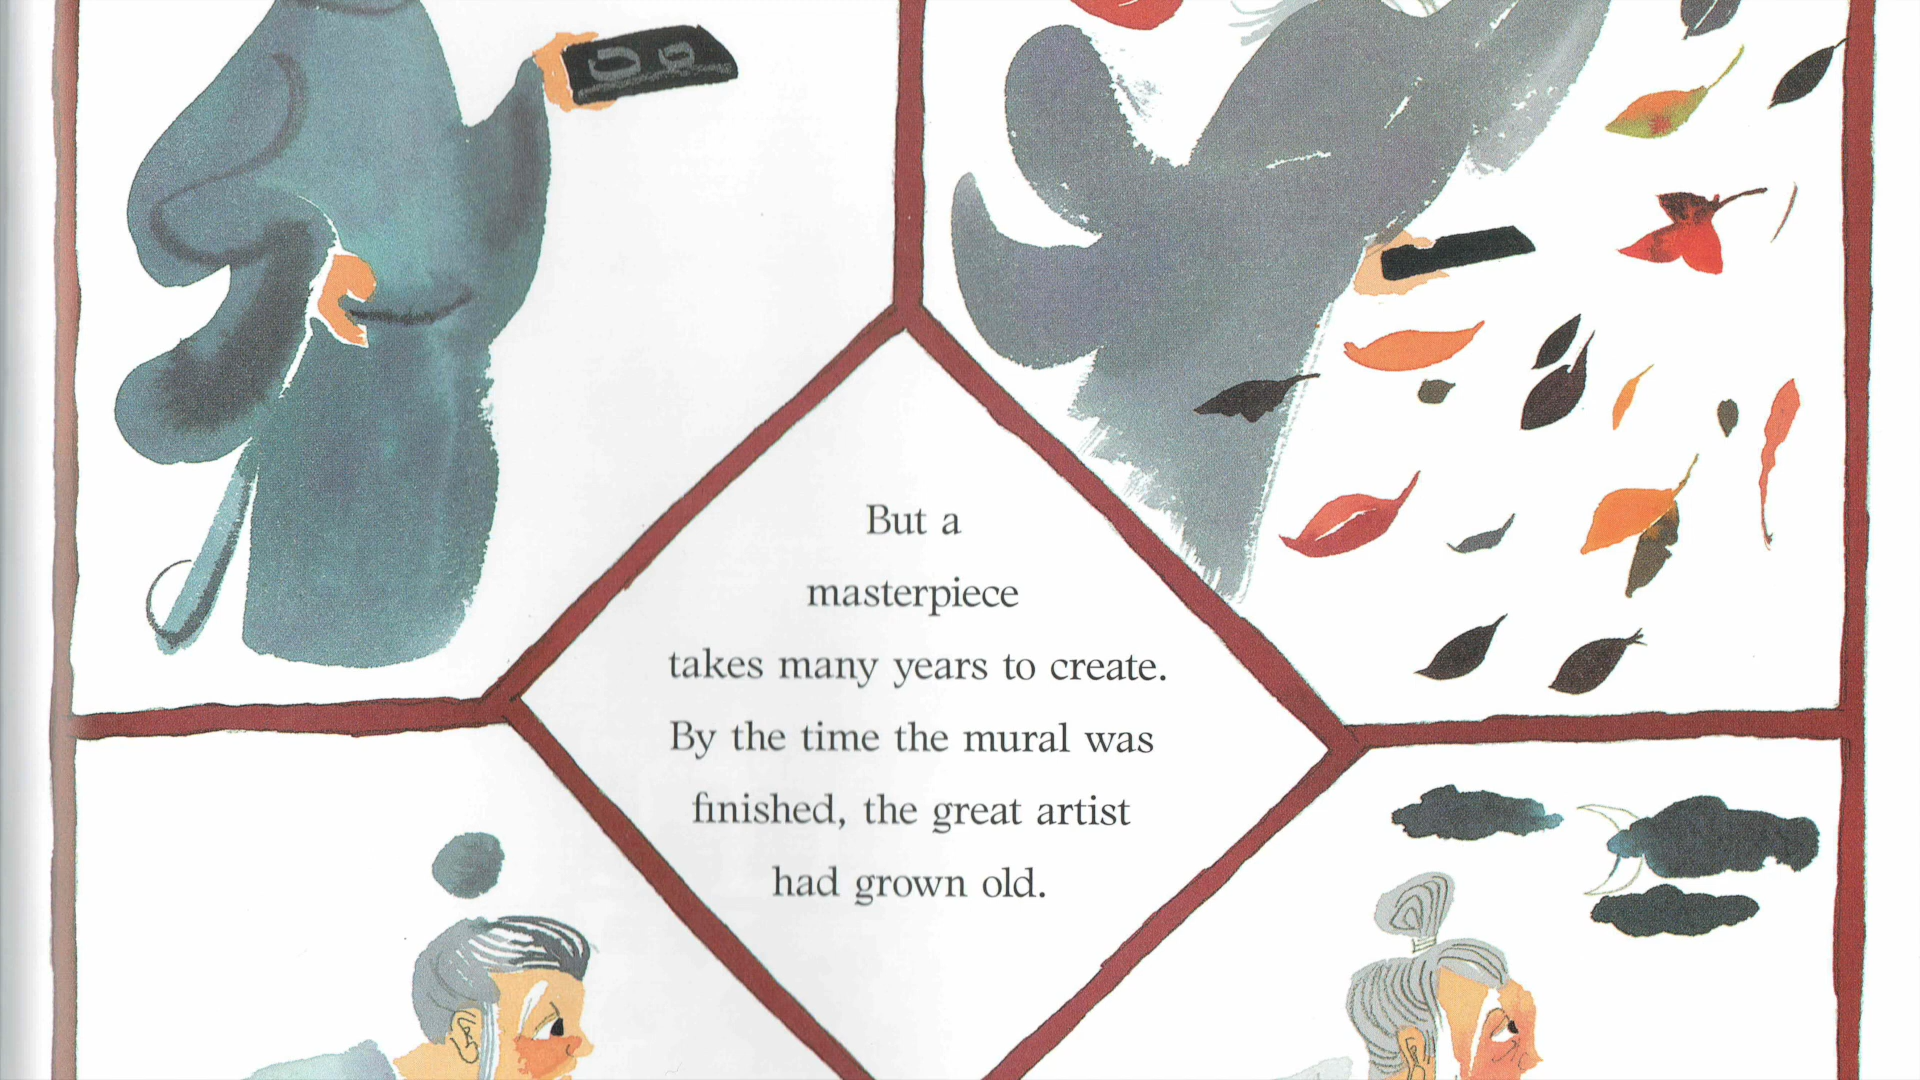 But a
masterpiece
takes many years to create.
By the time the mural was
finished, the great artist
had grown old.